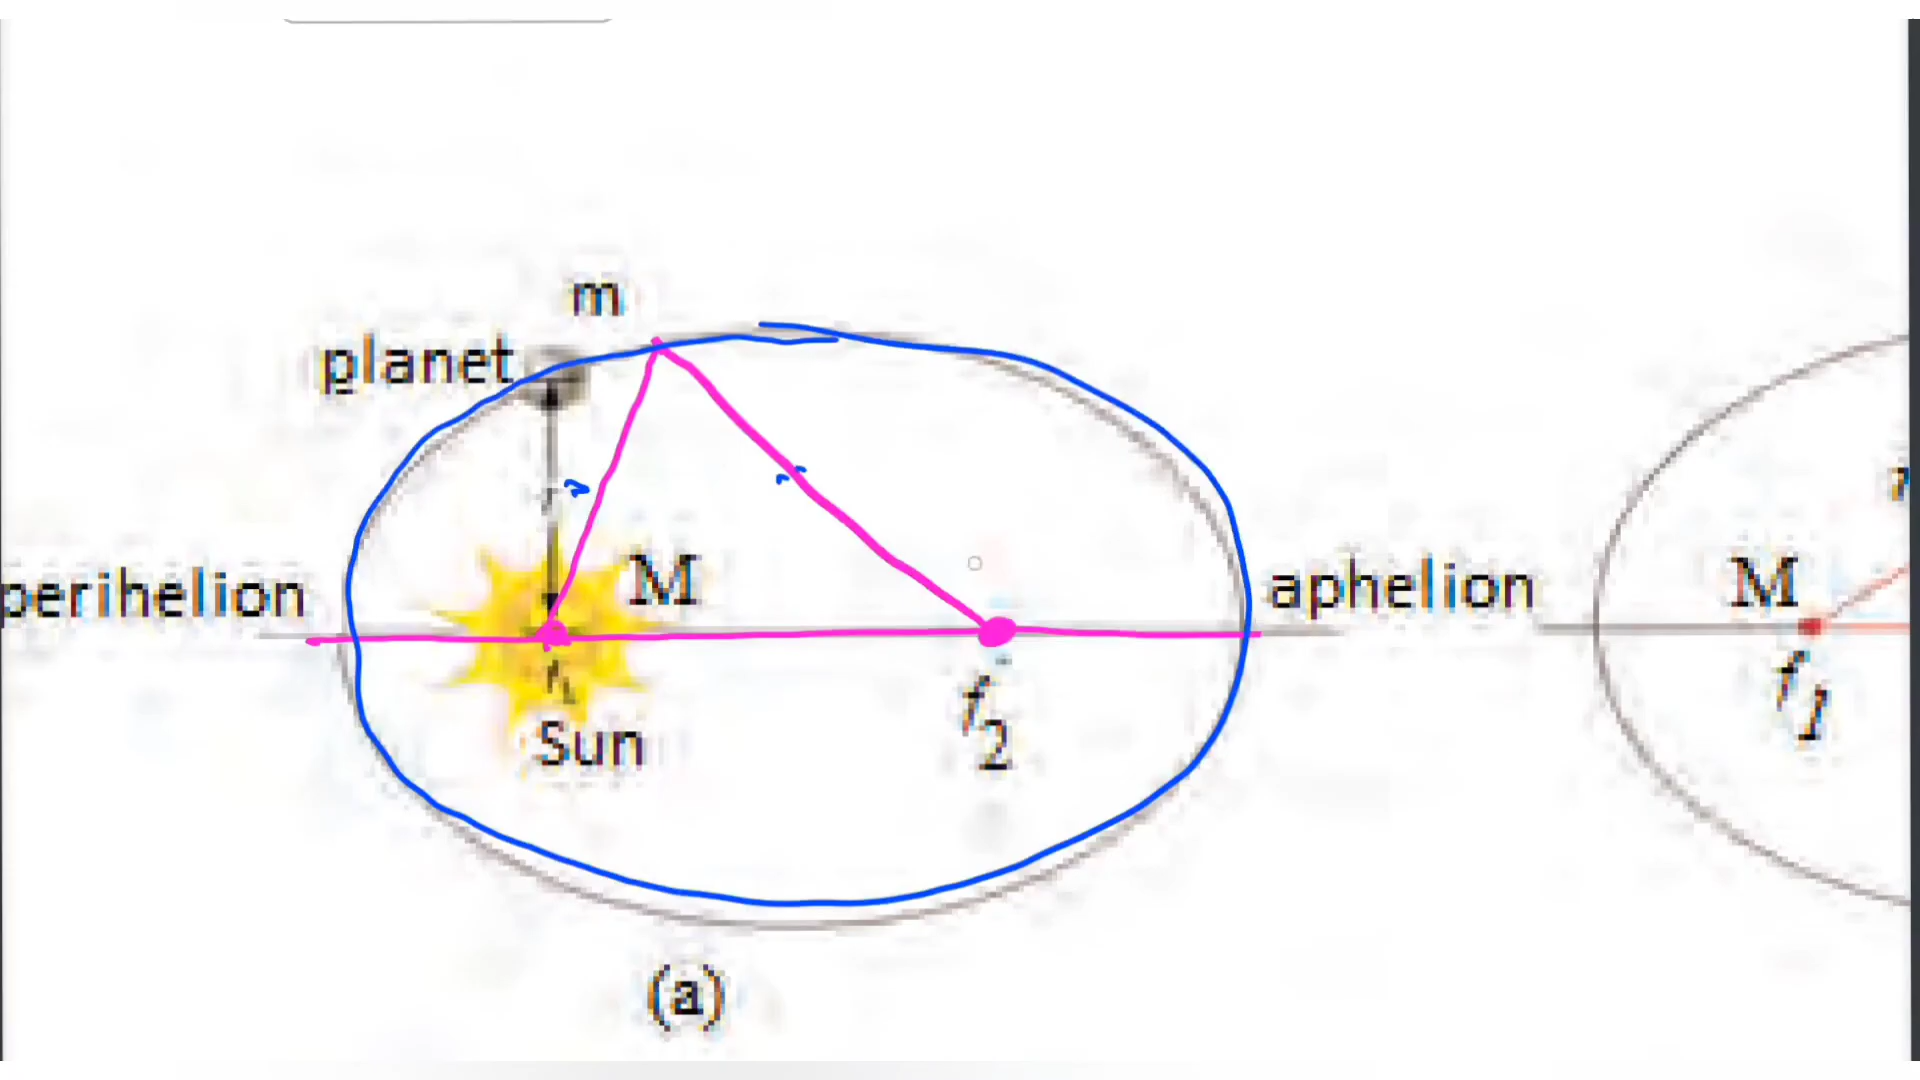 m
planet
M
perihelion
aphelion
M
f1
f2
Sun
(a)